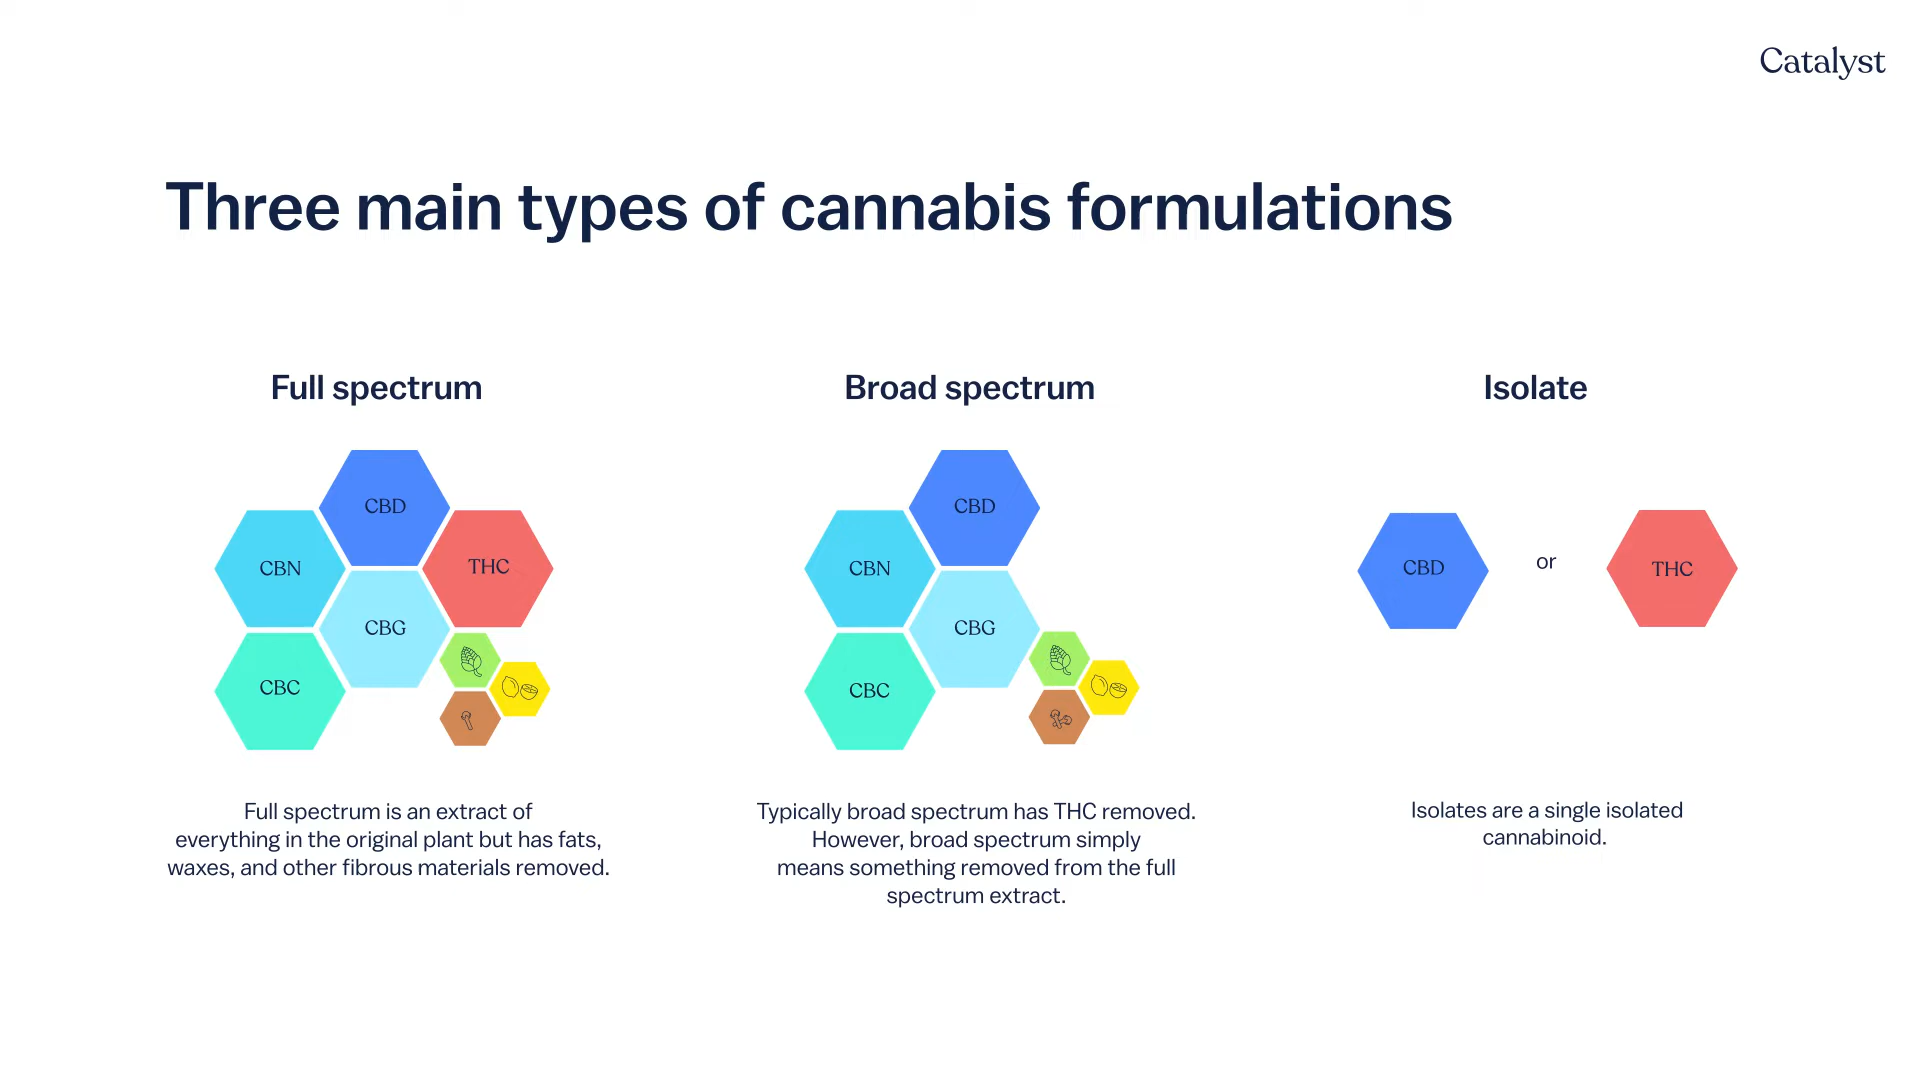 Catalyst
Three main types of cannabis formulations
Full spectrum
CBD
CBN
THC
CBG
CBC
Full spectrum is an extract of
everything in the original plant but has fats,
waxes, and other fibrous materials removed.
Broad spectrum
CBD
CBN
CBG
CBC
Typically broad spectrum has THC removed.
However, broad spectrum simply
means something removed from the full
spectrum extract.
Isolate
CBD
or
THC
Isolates are a single isolated
cannabinoid.